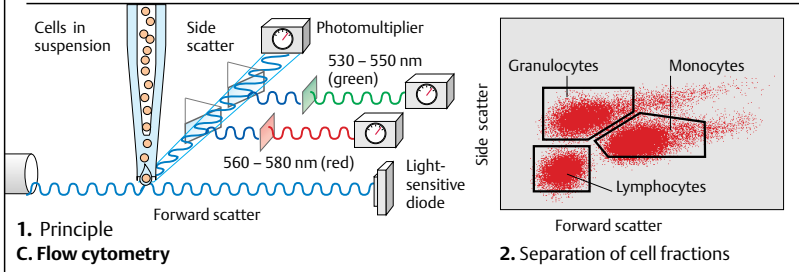 Cells in
suspension
Side
scatter
Photomultiplier
530 – 550 nm
(green)
560 – 580 nm (red)
Light-
sensitive
diode
Forward scatter
1. Principle
C. Flow cytometry
Granulocytes
Monocytes
Side scatter
Lymphocytes
Forward scatter
2. Separation of cell fractions